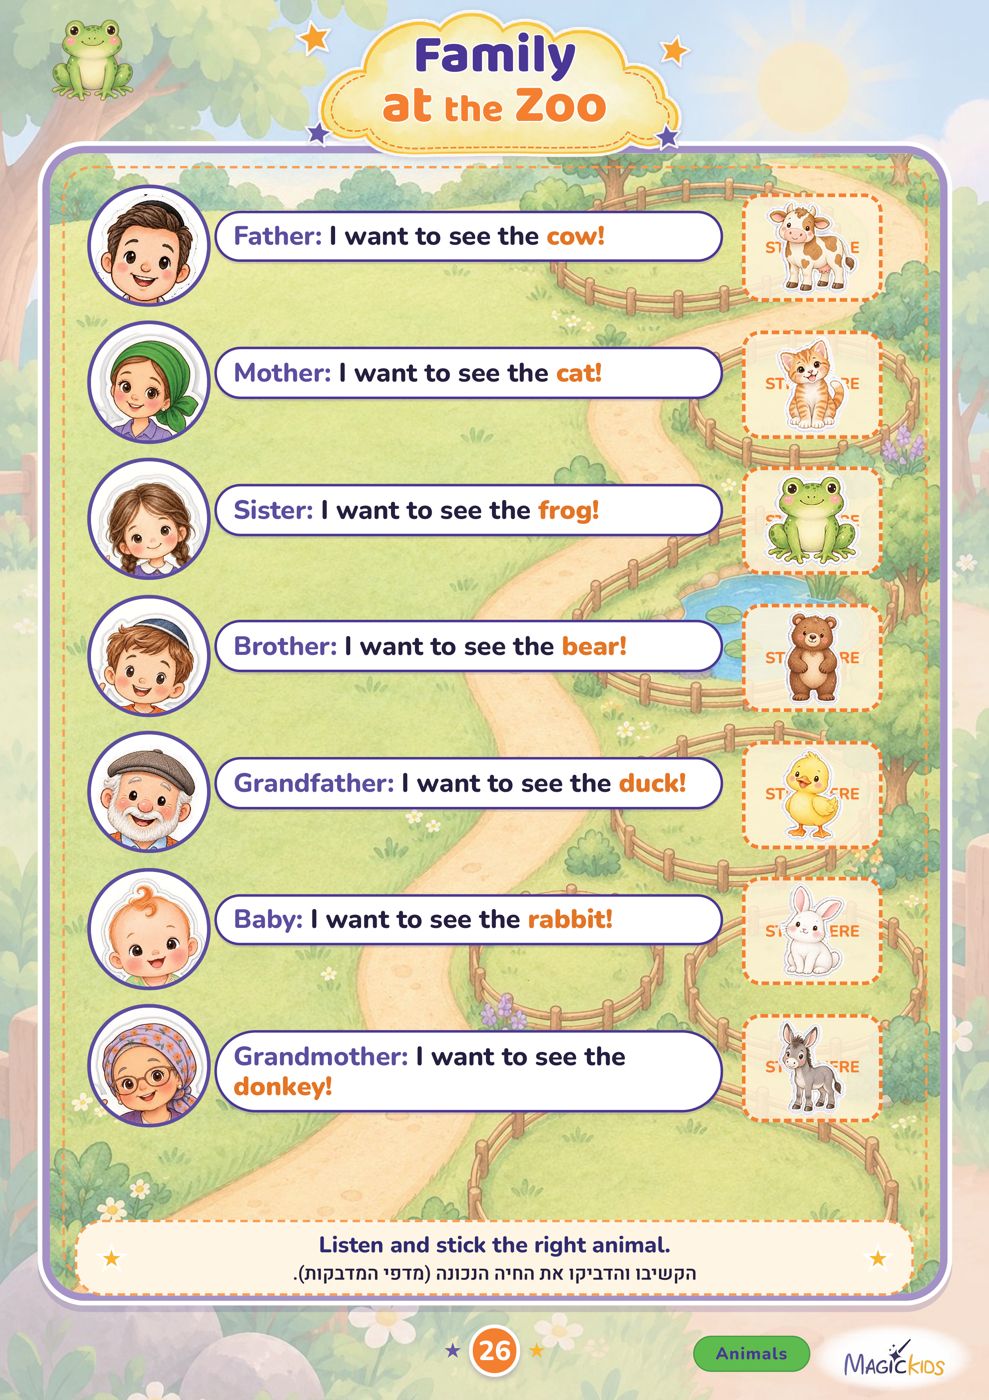 Family
at the Zoo
Father: I want to see the cow!
Mother: I want to see the cat!
Sister: I want to see the frog!
Brother: I want to see the bear!
Grandfather: I want to see the duck!
Baby: I want to see the rabbit!
Grandmother: I want to see the
donkey!
Listen and stick the right animal.
הקשיבו והדביקו את החיה הנכונה (מדפי המדבקות).
26
Animals
MAGICKIDS